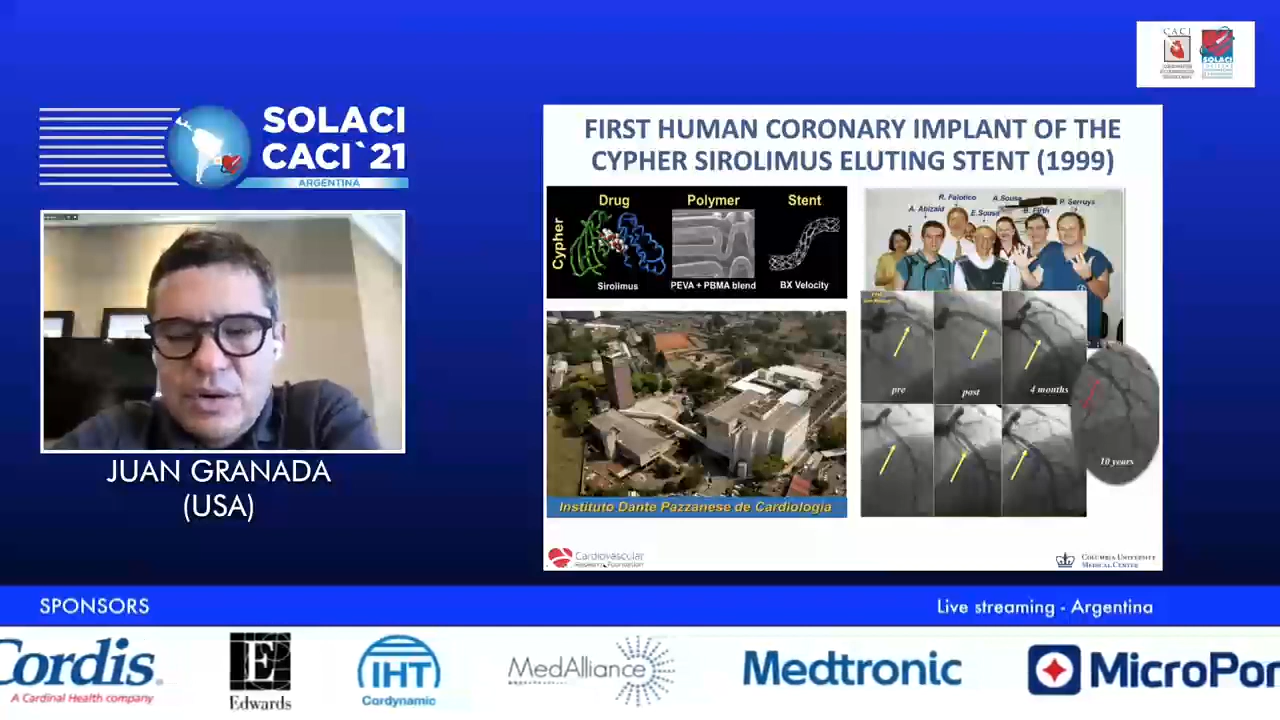 CACI
SOLACI
SOLACI
CACI`21
ARGENTINA
JUAN GRANADA
(USA)
FIRST HUMAN CORONARY IMPLANT OF THE
CYPHER SIROLIMUS ELUTING STENT (1999)
Cypher
Drug
Polymer
Stent
Sirolimus
PEVA + PBMA blend
BX Velocity
Instituto Dante Pazzanese de Cardiologia
R. Falotico
A. Sousa
P. Serruys
A. Abizaid
E. Sousa
B. Firth
pre
post
4 months
10 years
Cardiovascular
Research Foundation
COLUMBIA UNIVERSITY
MEDICAL CENTER
SPONSORS
Live streaming - Argentina
Cordis.
A Cardinal Health company
E
Edwards
IHT
Cordynamic
MedAlliance
Medtronic
MicroPor